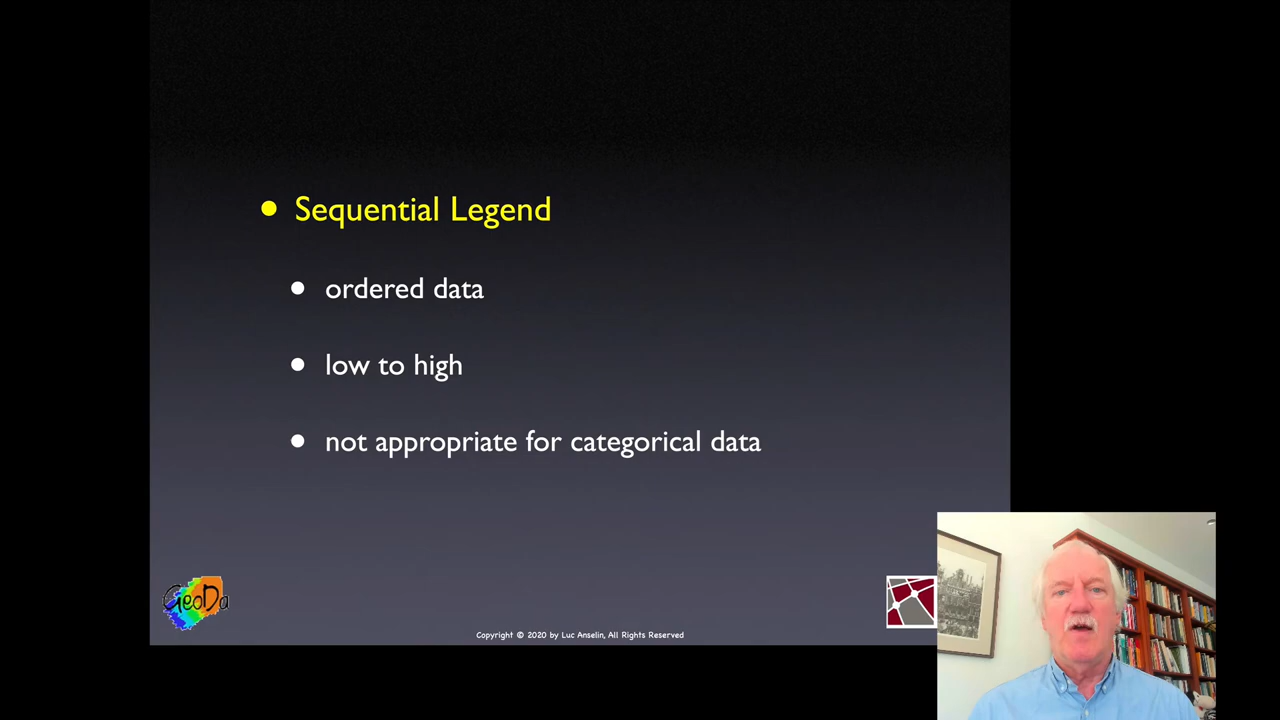 Sequential Legend
ordered data
low to high
not appropriate for categorical data
GeoDa
Copyright © 2020 by Luc Anselin, All Rights Reserved